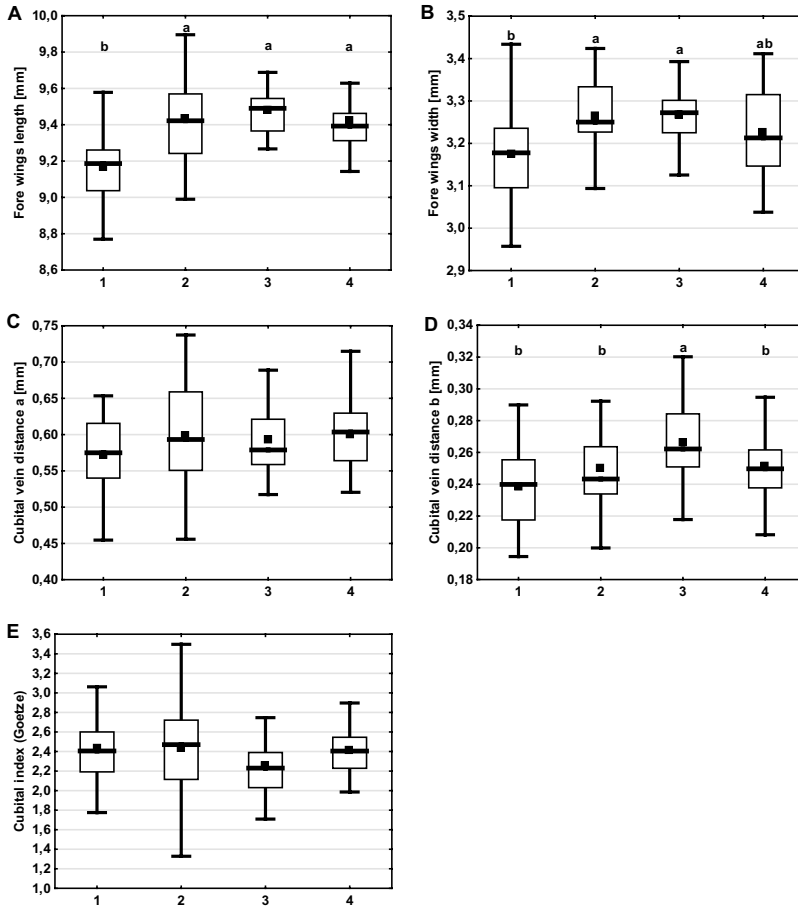 A
Fore wings length [mm]
10,0
9,8
9,6
9,4
9,2
9,0
8,8
8,6
b
a
a
a
1 2 3 4
B
Fore wings width [mm]
3,5
3,4
3,3
3,2
3,1
3,0
2,9
b
a
a
ab
1 2 3 4
C
Cubital vein distance a [mm]
0,75
0,70
0,65
0,60
0,55
0,50
0,45
0,40
1 2 3 4
D
Cubital vein distance b [mm]
0,34
0,32
0,30
0,28
0,26
0,24
0,22
0,20
0,18
b
b
a
b
1 2 3 4
E
Cubital index (Goetze)
3,6
3,4
3,2
3,0
2,8
2,6
2,4
2,2
2,0
1,8
1,6
1,4
1,2
1,0
1 2 3 4